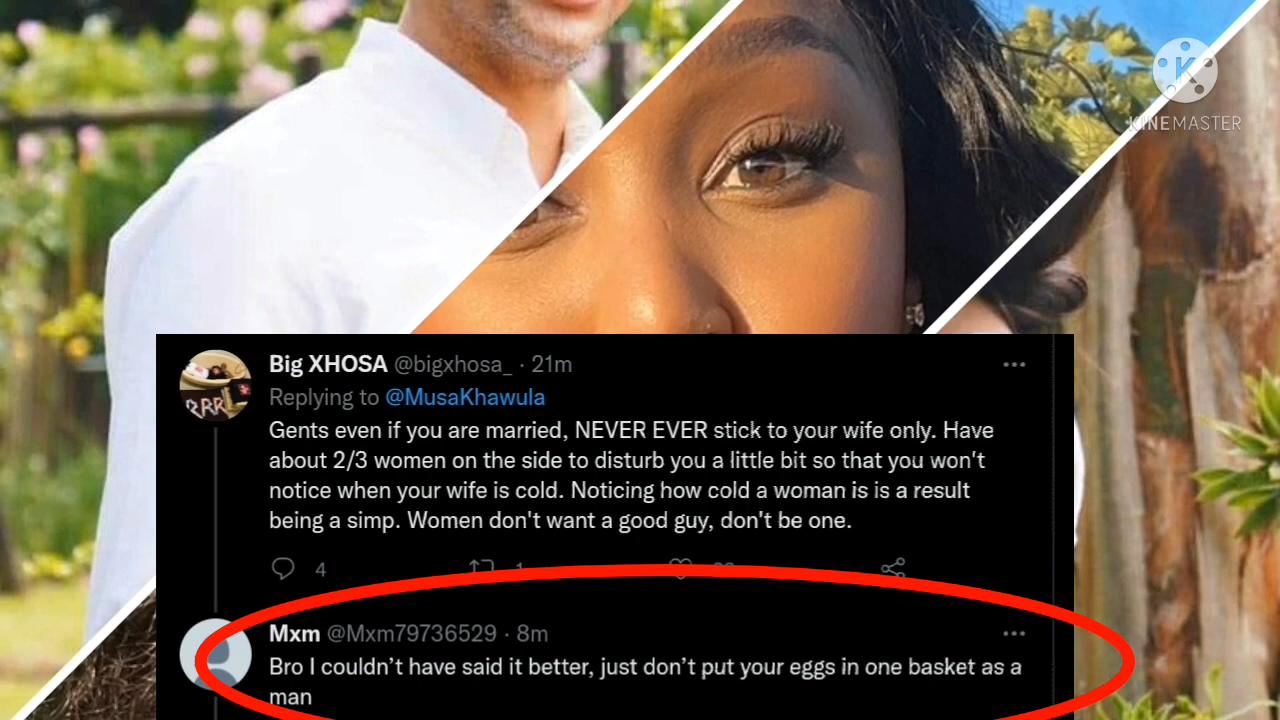 KINEMASTER
Big XHOSA @bigxhosa_ · 21m
Replying to @MusaKhawula
Gents even if you are married, NEVER EVER stick to your wife only. Have
about 2/3 women on the side to disturb you a little bit so that you won't
notice when your wife is cold. Noticing how cold a woman is is a result
being a simp. Women don't want a good guy, don't be one.
4
Mxm @Mxm79736529 · 8m
Bro I couldn’t have said it better, just don’t put your eggs in one basket as a
man